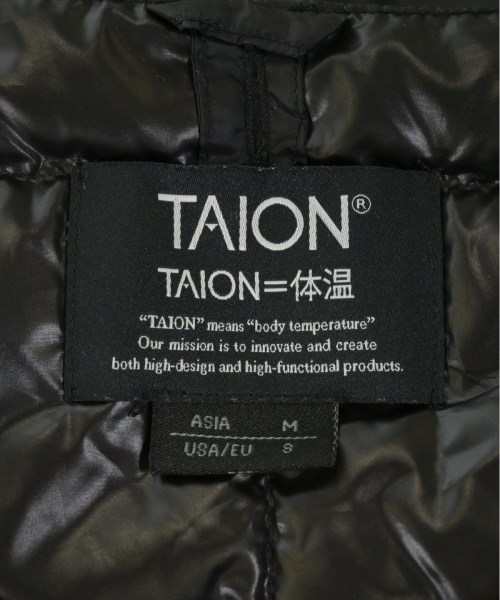 TAION®
TAION=体温
“TAION” means “body temperature”
Our mission is to innovate and create
both high-design and high-functional products.
ASIA M
USA/EU S